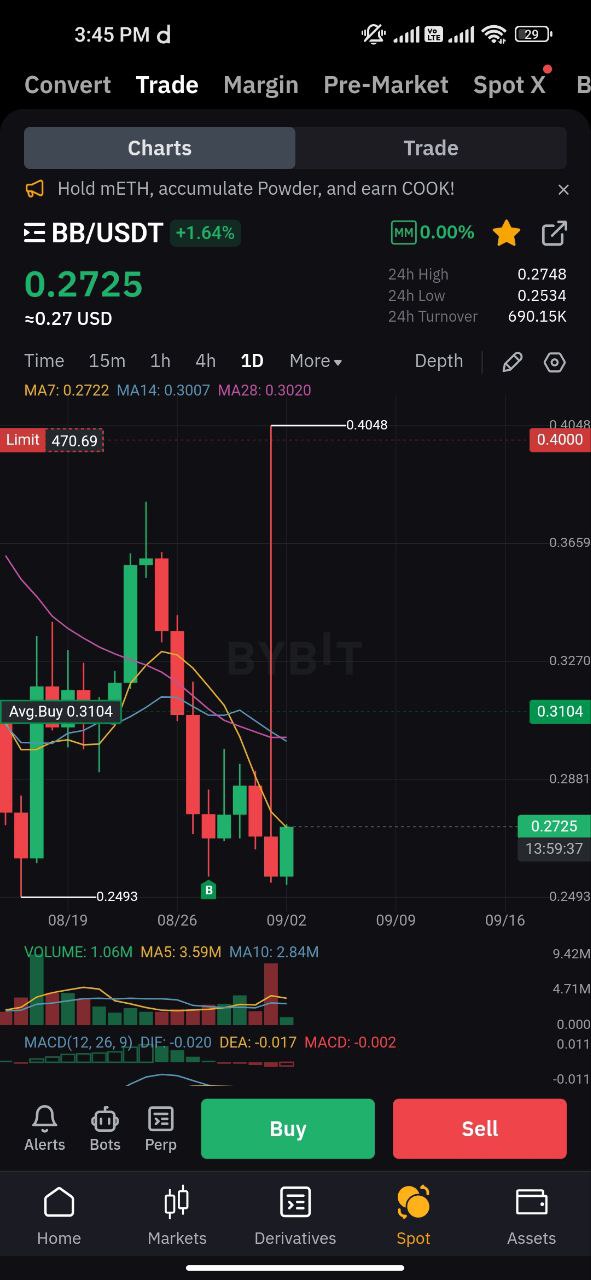 3:45 PM d
Vo LTE 29
Convert Trade Margin Pre-Market Spot X B
Charts Trade
Hold mETH, accumulate Powder, and earn COOK!
BB/USDT +1.64% MM 0.00%
0.2725
≈0.27 USD
24h High 0.2748
24h Low 0.2534
24h Turnover 690.15K
Time 15m 1h 4h 1D More Depth
MA7: 0.2722 MA14: 0.3007 MA28: 0.3020
0.4048 0.4048
Limit 470.69 0.4000
0.3659
BYBIT
0.3270
Avg.Buy 0.3104 0.3104
0.2881
0.2725
13:59:37
B
0.2493 0.2493
08/19 08/26 09/02 09/09 09/16
VOLUME: 1.06M MA5: 3.59M MA10: 2.84M 9.42M
4.71M
0.000
MACD(12, 26, 9) DIF: -0.020 DEA: -0.017 MACD: -0.002 0.011
-0.011
Alerts Bots Perp Buy Sell
Home Markets Derivatives Spot Assets